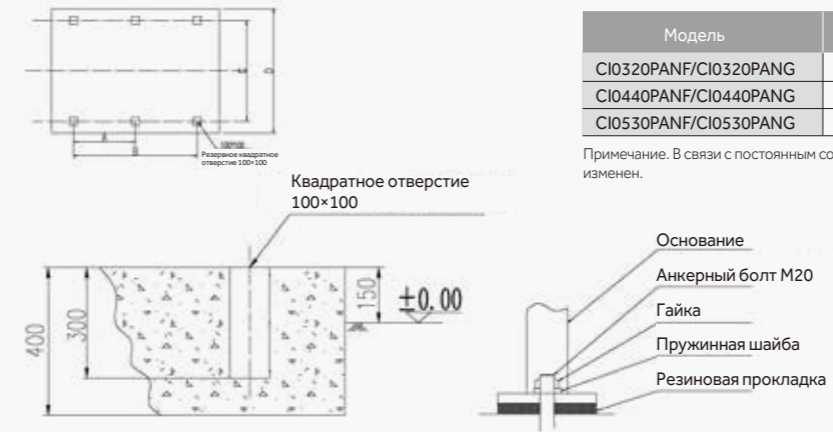 E
D
A
B
Резервное квадратное
отверстие 100×100
Модель
CI0320PANF/CI0320PANG
CI0440PANF/CI0440PANG
CI0530PANF/CI0530PANG
Примечание. В связи с постоянным со
изменен.
Квадратное отверстие
100×100
400
300
150
±0.00
Основание
Анкерный болт M20
Гайка
Пружинная шайба
Резиновая прокладка